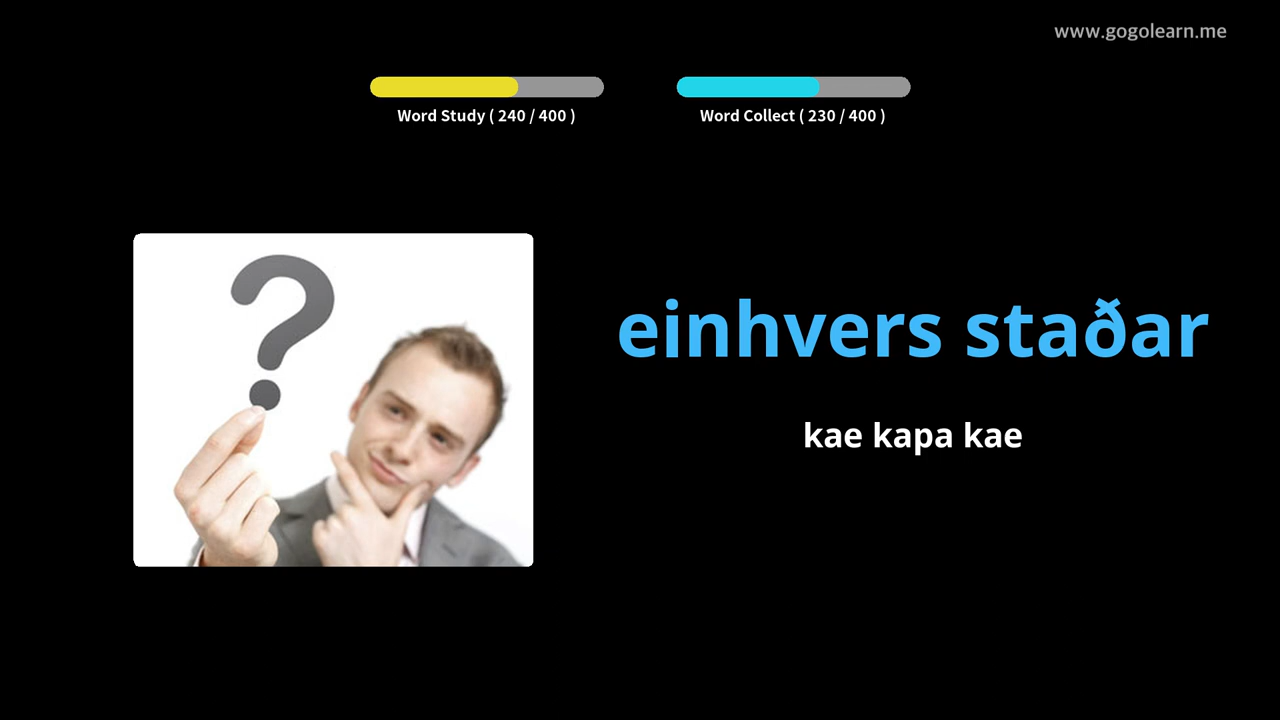 www.gogolearn.me
Word Study ( 240 / 400 )
Word Collect ( 230 / 400 )
einhvers staðar
kae kapa kae